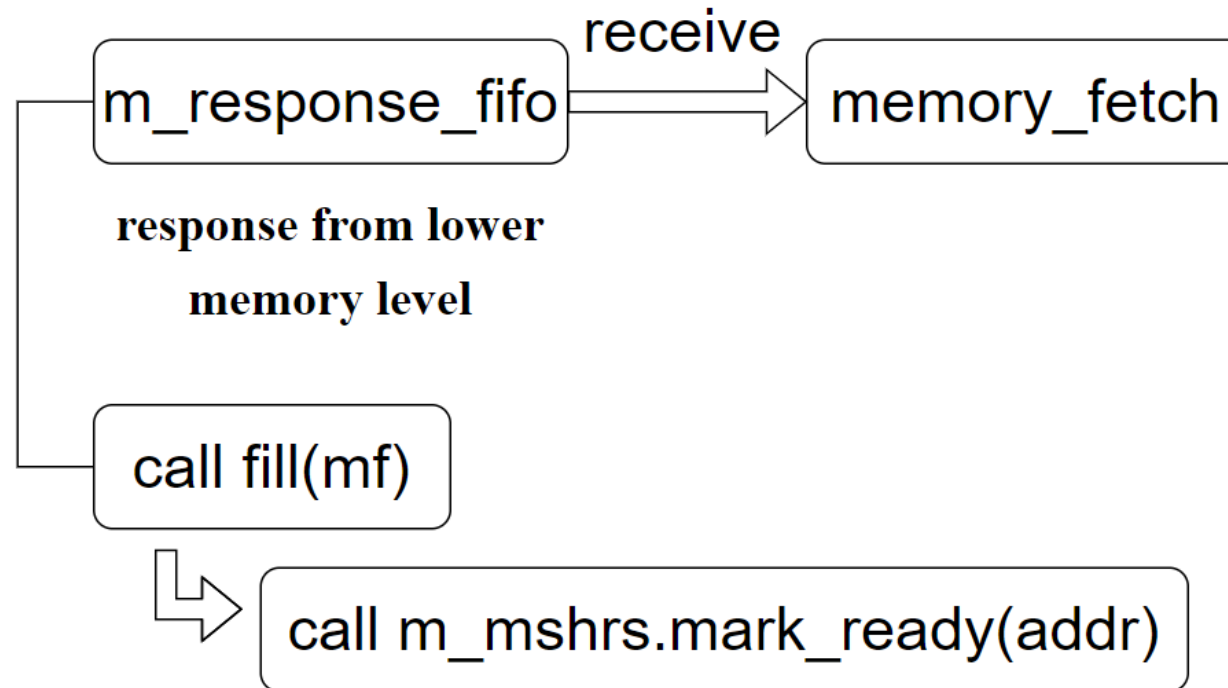 receive
m_response_fifo
memory_fetch
response from lower
memory level
call fill(mf)
call m_mshrs.mark_ready(addr)